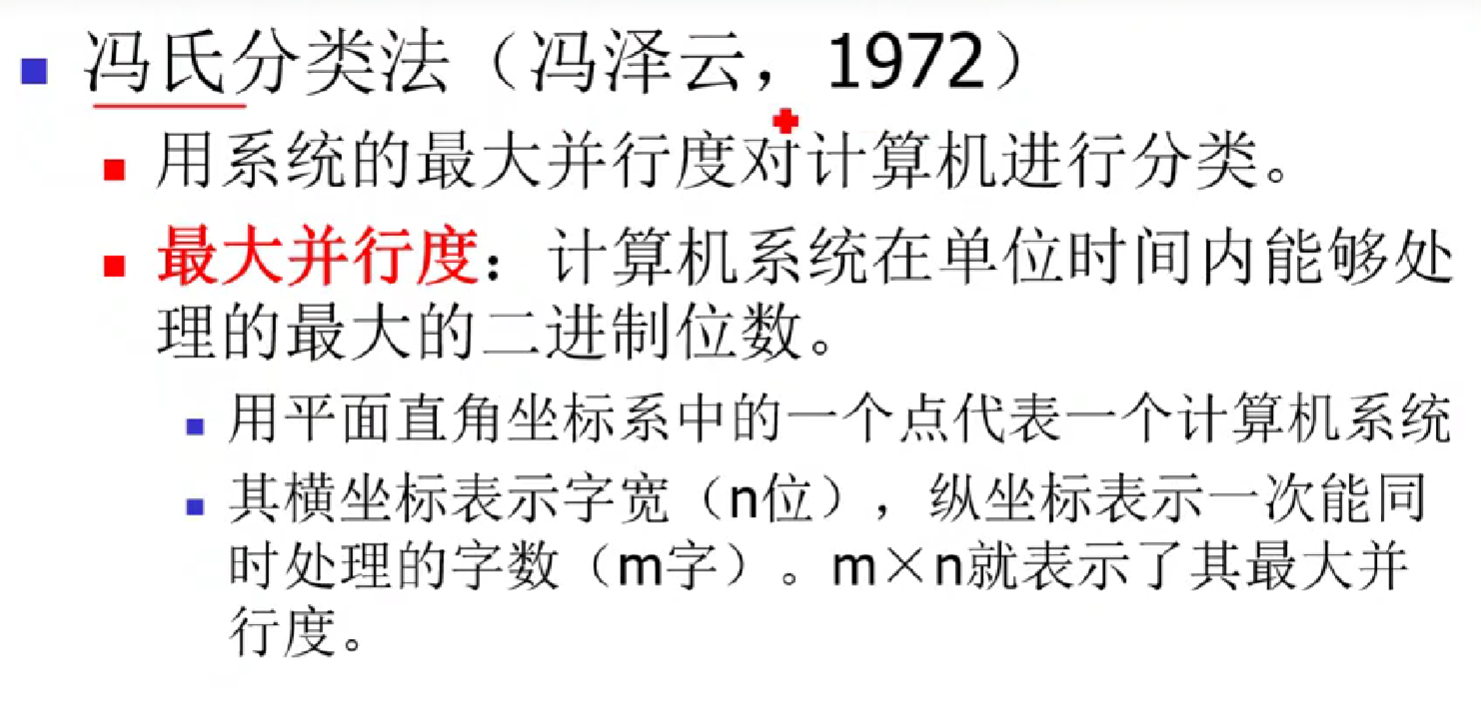 冯氏分类法（冯泽云，1972）
用系统的最大并行度对计算机进行分类。
最大并行度：计算机系统在单位时间内能够处
理的最大的二进制位数。
用平面直角坐标系中的一个点代表一个计算机系统
其横坐标表示字宽（n位），纵坐标表示一次能同
时处理的字数（m字）。m×n就表示了其最大并
行度。